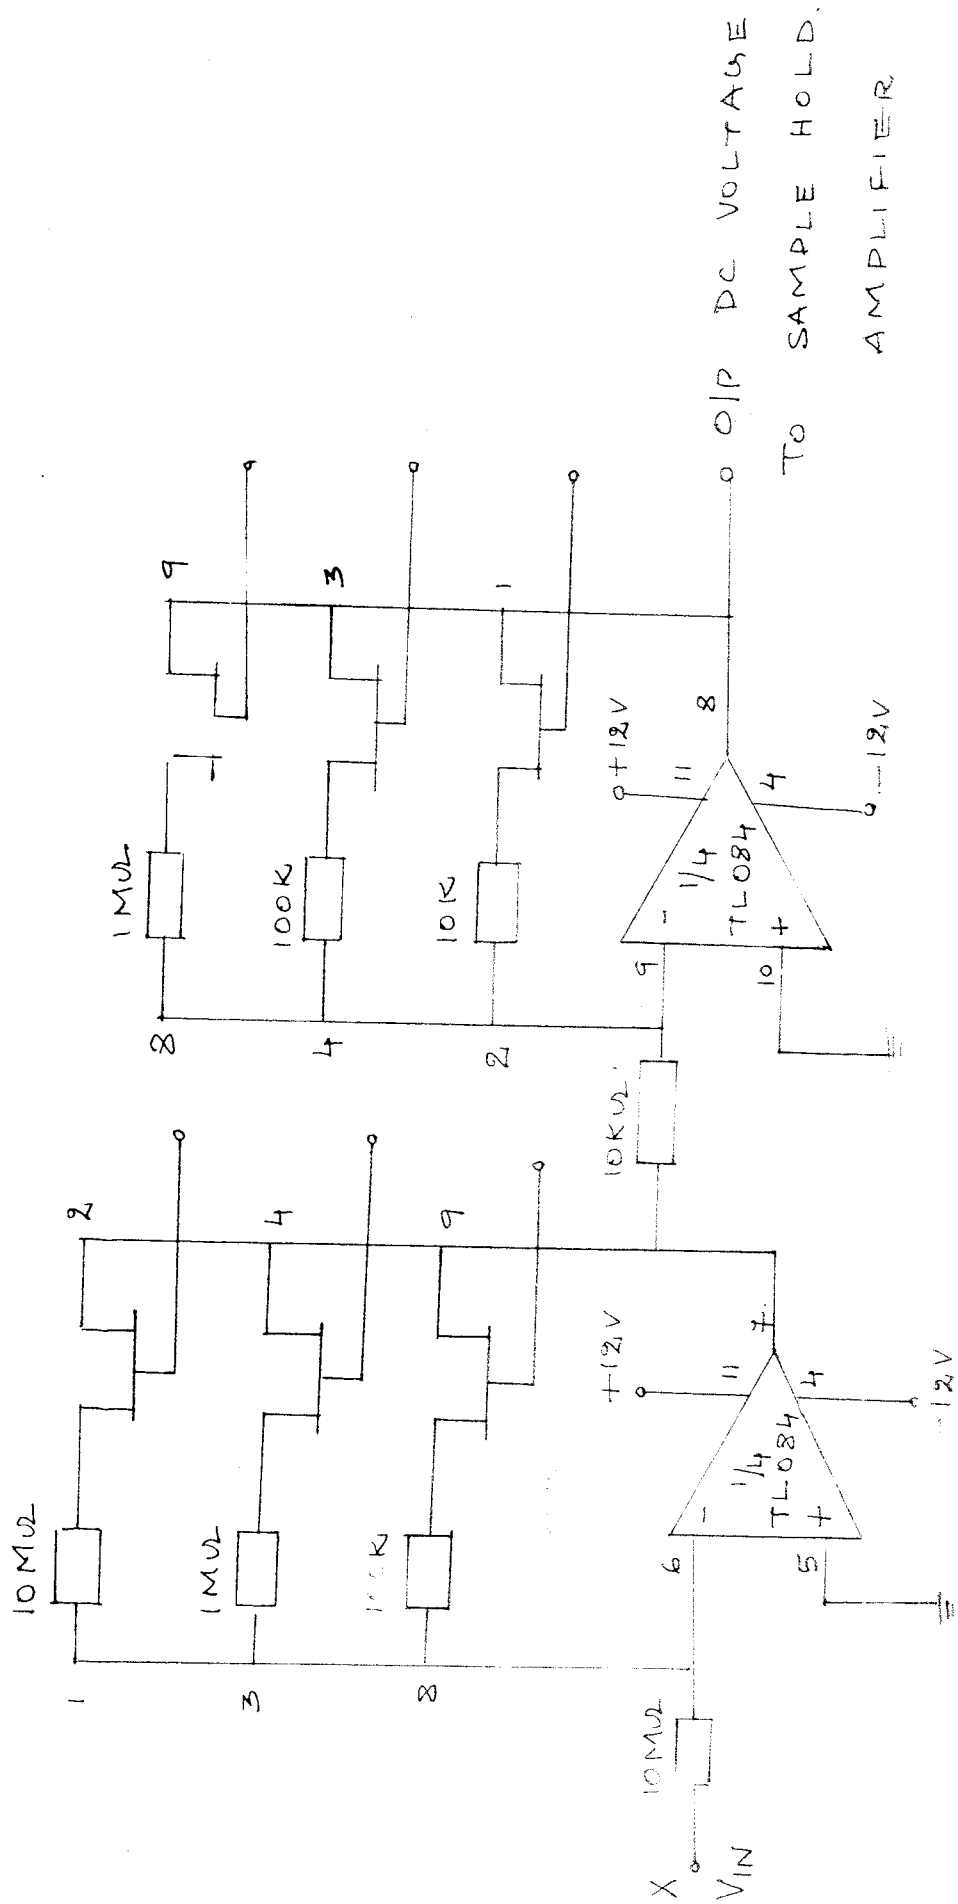 10MΩ
2
1
1MΩ
4
3
9
8
X
VIN
10MΩ
6
5
-
+
1/4
TL084
+12V
11
4
-12V
7
10KΩ
1MΩ
9
8
100K
3
4
10K
1
2
9
10
-
+
1/4
TL084
+12V
11
4
-12V
8
O/P DC VOLTAGE
TO SAMPLE HOLD.
AMPLIFIER